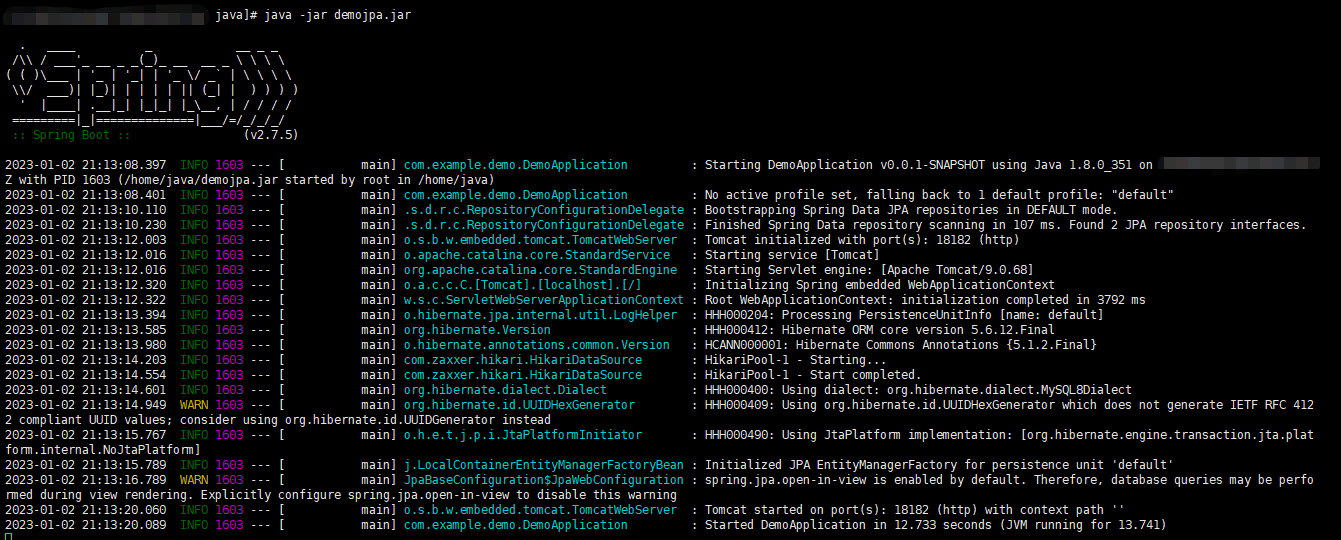 java]# java -jar demojpa.jar
  .   ____          _            __ _ _
 /\\ / ___'_ __ _ _(_)_ __  __ _ \ \ \ \
( ( )\___ | '_ | '_| | '_ \/ _` | \ \ \ \
 \\/  ___)| |_)| | | | | || (_| |  ) ) ) )
  '  |____| .__|_| |_|_| |_\__, | / / / /
 =========|_|==============|___/=/_/_/_/
 :: Spring Boot ::                (v2.7.5)
2023-01-02 21:13:08.397  INFO 1603 --- [           main] com.example.demo.DemoApplication         : Starting DemoApplication v0.0.1-SNAPSHOT using Java 1.8.0_351 on
Z with PID 1603 (/home/java/demojpa.jar started by root in /home/java)
2023-01-02 21:13:08.401  INFO 1603 --- [           main] com.example.demo.DemoApplication         : No active profile set, falling back to 1 default profile: "default"
2023-01-02 21:13:10.110  INFO 1603 --- [           main] .s.d.r.c.RepositoryConfigurationDelegate : Bootstrapping Spring Data JPA repositories in DEFAULT mode.
2023-01-02 21:13:10.230  INFO 1603 --- [           main] .s.d.r.c.RepositoryConfigurationDelegate : Finished Spring Data repository scanning in 107 ms. Found 2 JPA repository interfaces.
2023-01-02 21:13:12.003  INFO 1603 --- [           main] o.s.b.w.embedded.tomcat.TomcatWebServer  : Tomcat initialized with port(s): 18182 (http)
2023-01-02 21:13:12.016  INFO 1603 --- [           main] o.apache.catalina.core.StandardService   : Starting service [Tomcat]
2023-01-02 21:13:12.016  INFO 1603 --- [           main] org.apache.catalina.core.StandardEngine  : Starting Servlet engine: [Apache Tomcat/9.0.68]
2023-01-02 21:13:12.320  INFO 1603 --- [           main] o.a.c.c.C.[Tomcat].[localhost].[/]       : Initializing Spring embedded WebApplicationContext
2023-01-02 21:13:12.322  INFO 1603 --- [           main] w.s.c.ServletWebServerApplicationContext : Root WebApplicationContext: initialization completed in 3792 ms
2023-01-02 21:13:13.394  INFO 1603 --- [           main] o.hibernate.jpa.internal.util.LogHelper  : HHH000204: Processing PersistenceUnitInfo [name: default]
2023-01-02 21:13:13.585  INFO 1603 --- [           main] org.hibernate.Version                    : HHH000412: Hibernate ORM core version 5.6.12.Final
2023-01-02 21:13:13.980  INFO 1603 --- [           main] o.hibernate.annotations.common.Version   : HCANN000001: Hibernate Commons Annotations {5.1.2.Final}
2023-01-02 21:13:14.203  INFO 1603 --- [           main] com.zaxxer.hikari.HikariDataSource       : HikariPool-1 - Starting...
2023-01-02 21:13:14.554  INFO 1603 --- [           main] com.zaxxer.hikari.HikariDataSource       : HikariPool-1 - Start completed.
2023-01-02 21:13:14.601  INFO 1603 --- [           main] org.hibernate.dialect.Dialect            : HHH000400: Using dialect: org.hibernate.dialect.MySQL8Dialect
2023-01-02 21:13:14.949  WARN 1603 --- [           main] org.hibernate.id.UUIDHexGenerator        : HHH000409: Using org.hibernate.id.UUIDHexGenerator which does not generate IETF RFC 412
2 compliant UUID values; consider using org.hibernate.id.UUIDGenerator instead
2023-01-02 21:13:15.767  INFO 1603 --- [           main] o.h.e.t.j.p.i.JtaPlatformInitiator       : HHH000490: Using JtaPlatform implementation: [org.hibernate.engine.transaction.jta.plat
form.internal.NoJtaPlatform]
2023-01-02 21:13:15.789  INFO 1603 --- [           main] j.LocalContainerEntityManagerFactoryBean : Initialized JPA EntityManagerFactory for persistence unit 'default'
2023-01-02 21:13:16.789  WARN 1603 --- [           main] JpaBaseConfiguration$JpaWebConfiguration : spring.jpa.open-in-view is enabled by default. Therefore, database queries may be perfo
rmed during view rendering. Explicitly configure spring.jpa.open-in-view to disable this warning
2023-01-02 21:13:20.060  INFO 1603 --- [           main] o.s.b.w.embedded.tomcat.TomcatWebServer  : Tomcat started on port(s): 18182 (http) with context path ''
2023-01-02 21:13:20.089  INFO 1603 --- [           main] com.example.demo.DemoApplication         : Started DemoApplication in 12.733 seconds (JVM running for 13.741)